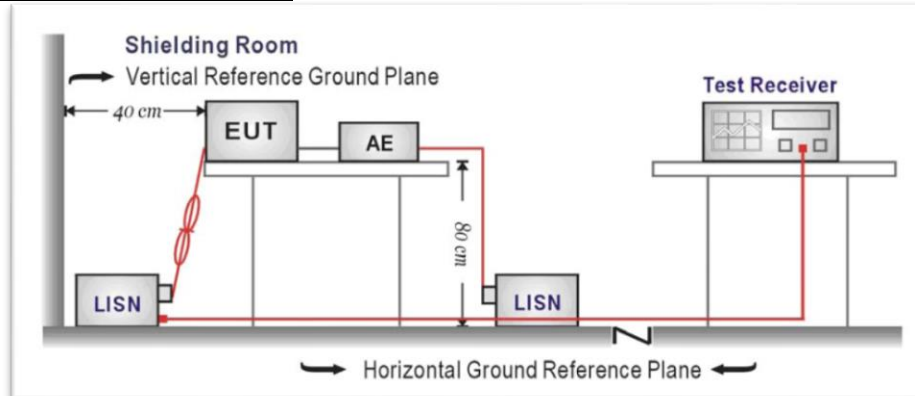 Shielding Room
Vertical Reference Ground Plane
Test Receiver
40 cm
EUT
AE
80 cm
LISN
LISN
Horizontal Ground Reference Plane